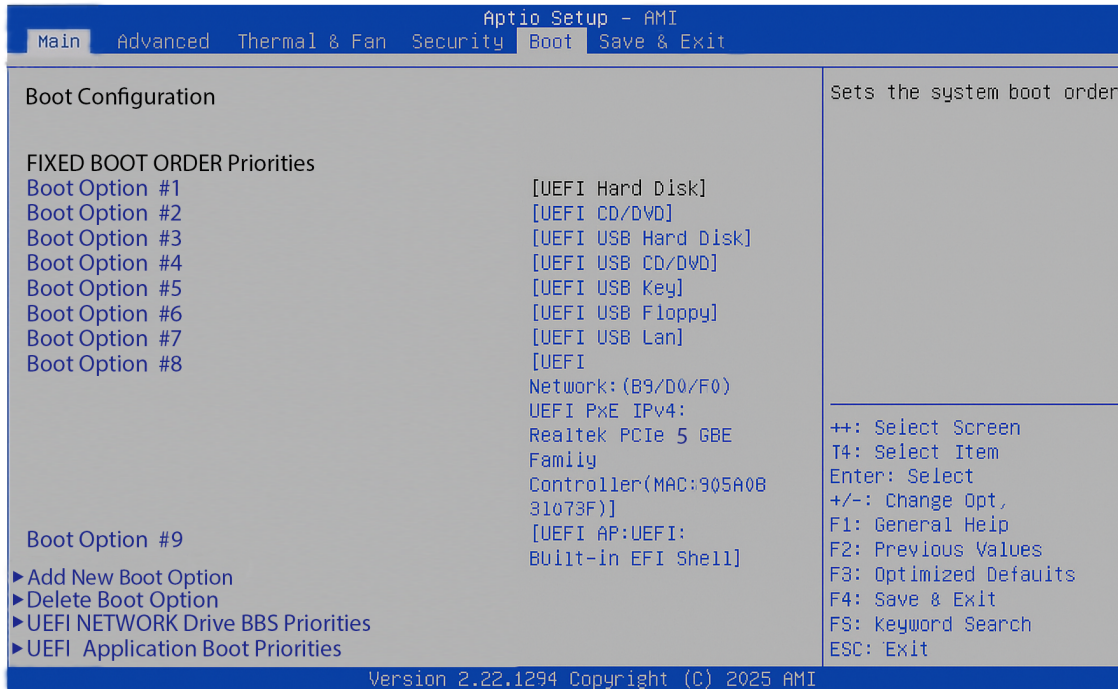 Aptio Setup – AMI
Main Advanced Thermal & Fan Security Boot Save & Exit
Boot Configuration
Sets the system boot order
FIXED BOOT ORDER Priorities
Boot Option #1 [UEFI Hard Disk]
Boot Option #2 [UEFI CD/DVD]
Boot Option #3 [UEFI USB Hard Disk]
Boot Option #4 [UEFI USB CD/DVD]
Boot Option #5 [UEFI USB Key]
Boot Option #6 [UEFI USB Floppy]
Boot Option #7 [UEFI USB Lan]
Boot Option #8 [UEFI
Network:(B9/D0/F0)
UEFI PxE IPv4:
Realtek PCIe 5 GBE
Famiiy
Controller(MAC:905A0B
31o73F)]
Boot Option #9 [UEFI AP:UEFI:
BUilt-in EFI Shell]
Add New Boot Option
Delete Boot Option
UEFI NETWORK Drive BBS Priorities
UEFI Application Boot Priorities
++: Seiect Screen
T4: Select Item
Enter: Select
+/-: Change Opt,
F1: General Heip
F2: Previous Values
F3: Optimized Defauits
F4: Save & Exit
FS: Keyword Search
ESC: Exit
Version 2.22.1294 Copyright (C) 2025 AMI